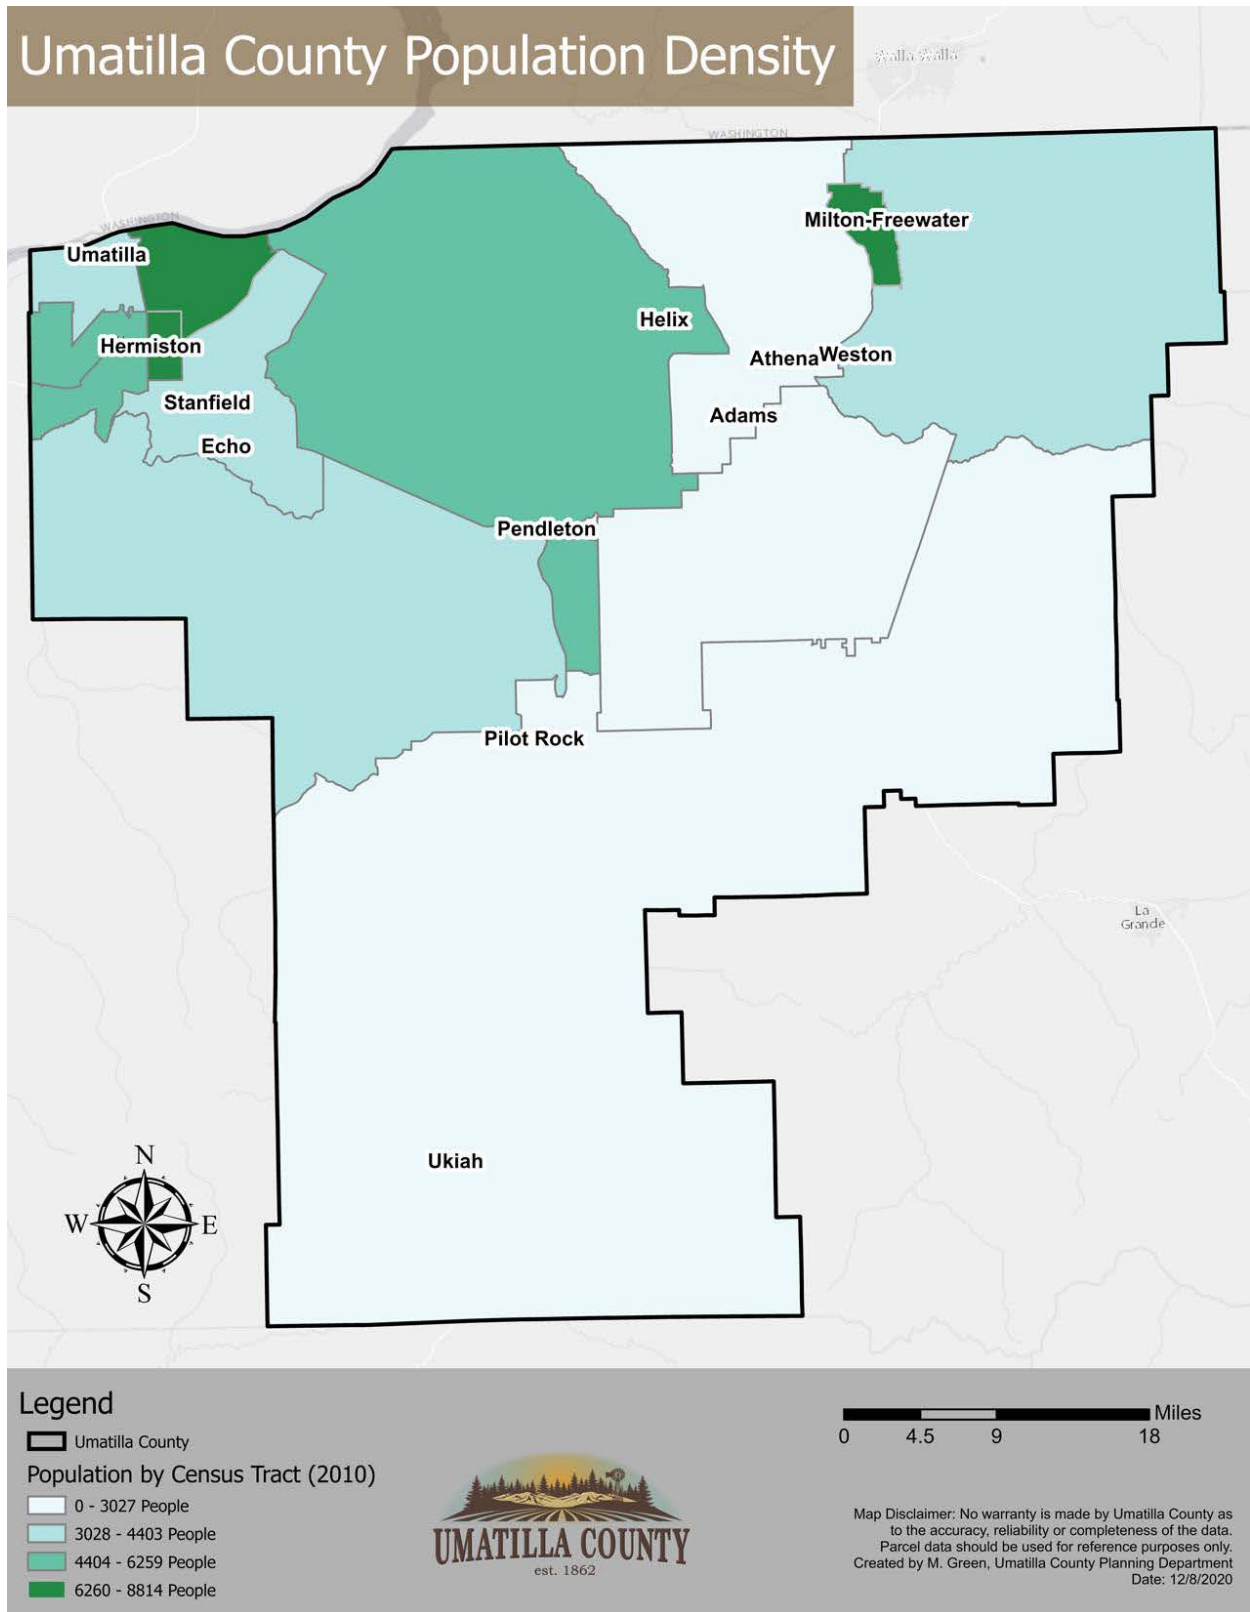 Umatilla County Population Density
Walla Walla
WASHINGTON
WASHINGTON
Milton-Freewater
Umatilla
Helix
Hermiston
Athena
Weston
Stanfield
Adams
Echo
Pendleton
Pilot Rock
La
Grande
Ukiah
N
W
E
S
Legend
Umatilla County
Population by Census Tract (2010)
0 - 3027 People
3028 - 4403 People
4404 - 6259 People
6260 - 8814 People
UMATILLA COUNTY
est. 1862
Miles
0 4.5 9 18
Map Disclaimer: No warranty is made by Umatilla County as
to the accuracy, reliability or completeness of the data.
Parcel data should be used for reference purposes only.
Created by M. Green, Umatilla County Planning Department
Date: 12/8/2020